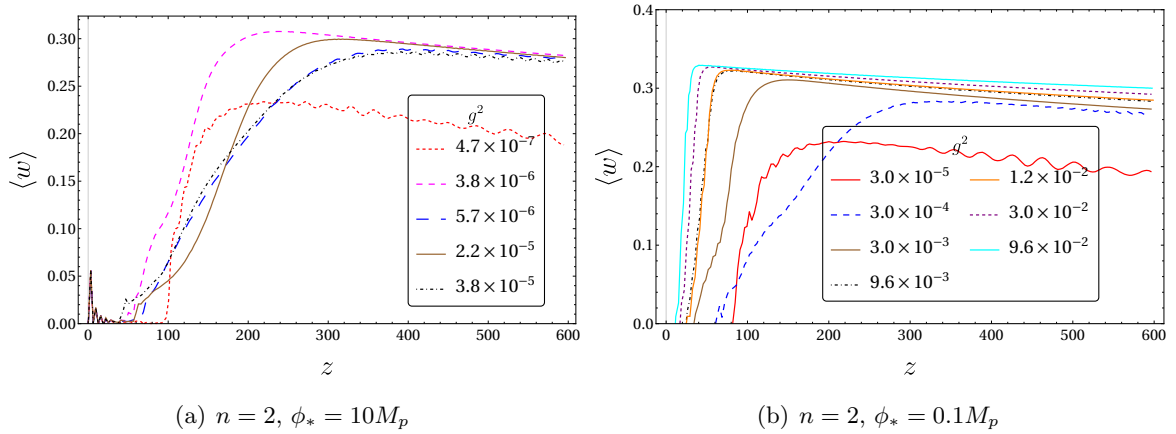 0.30
0.25
0.20
0.15
0.10
0.05
0.00
⟨w⟩
0 100 200 300 400 500 600
z
g²
4.7×10⁻⁷
3.8×10⁻⁶
5.7×10⁻⁶
2.2×10⁻⁵
3.8×10⁻⁵
(a) n = 2, ϕ∗ = 10Mₚ
0.4
0.3
0.2
0.1
0.0
⟨w⟩
0 100 200 300 400 500 600
z
g²
3.0×10⁻⁵ 1.2×10⁻²
3.0×10⁻⁴ 3.0×10⁻²
3.0×10⁻³ 9.6×10⁻²
9.6×10⁻³
(b) n = 2, ϕ∗ = 0.1Mₚ